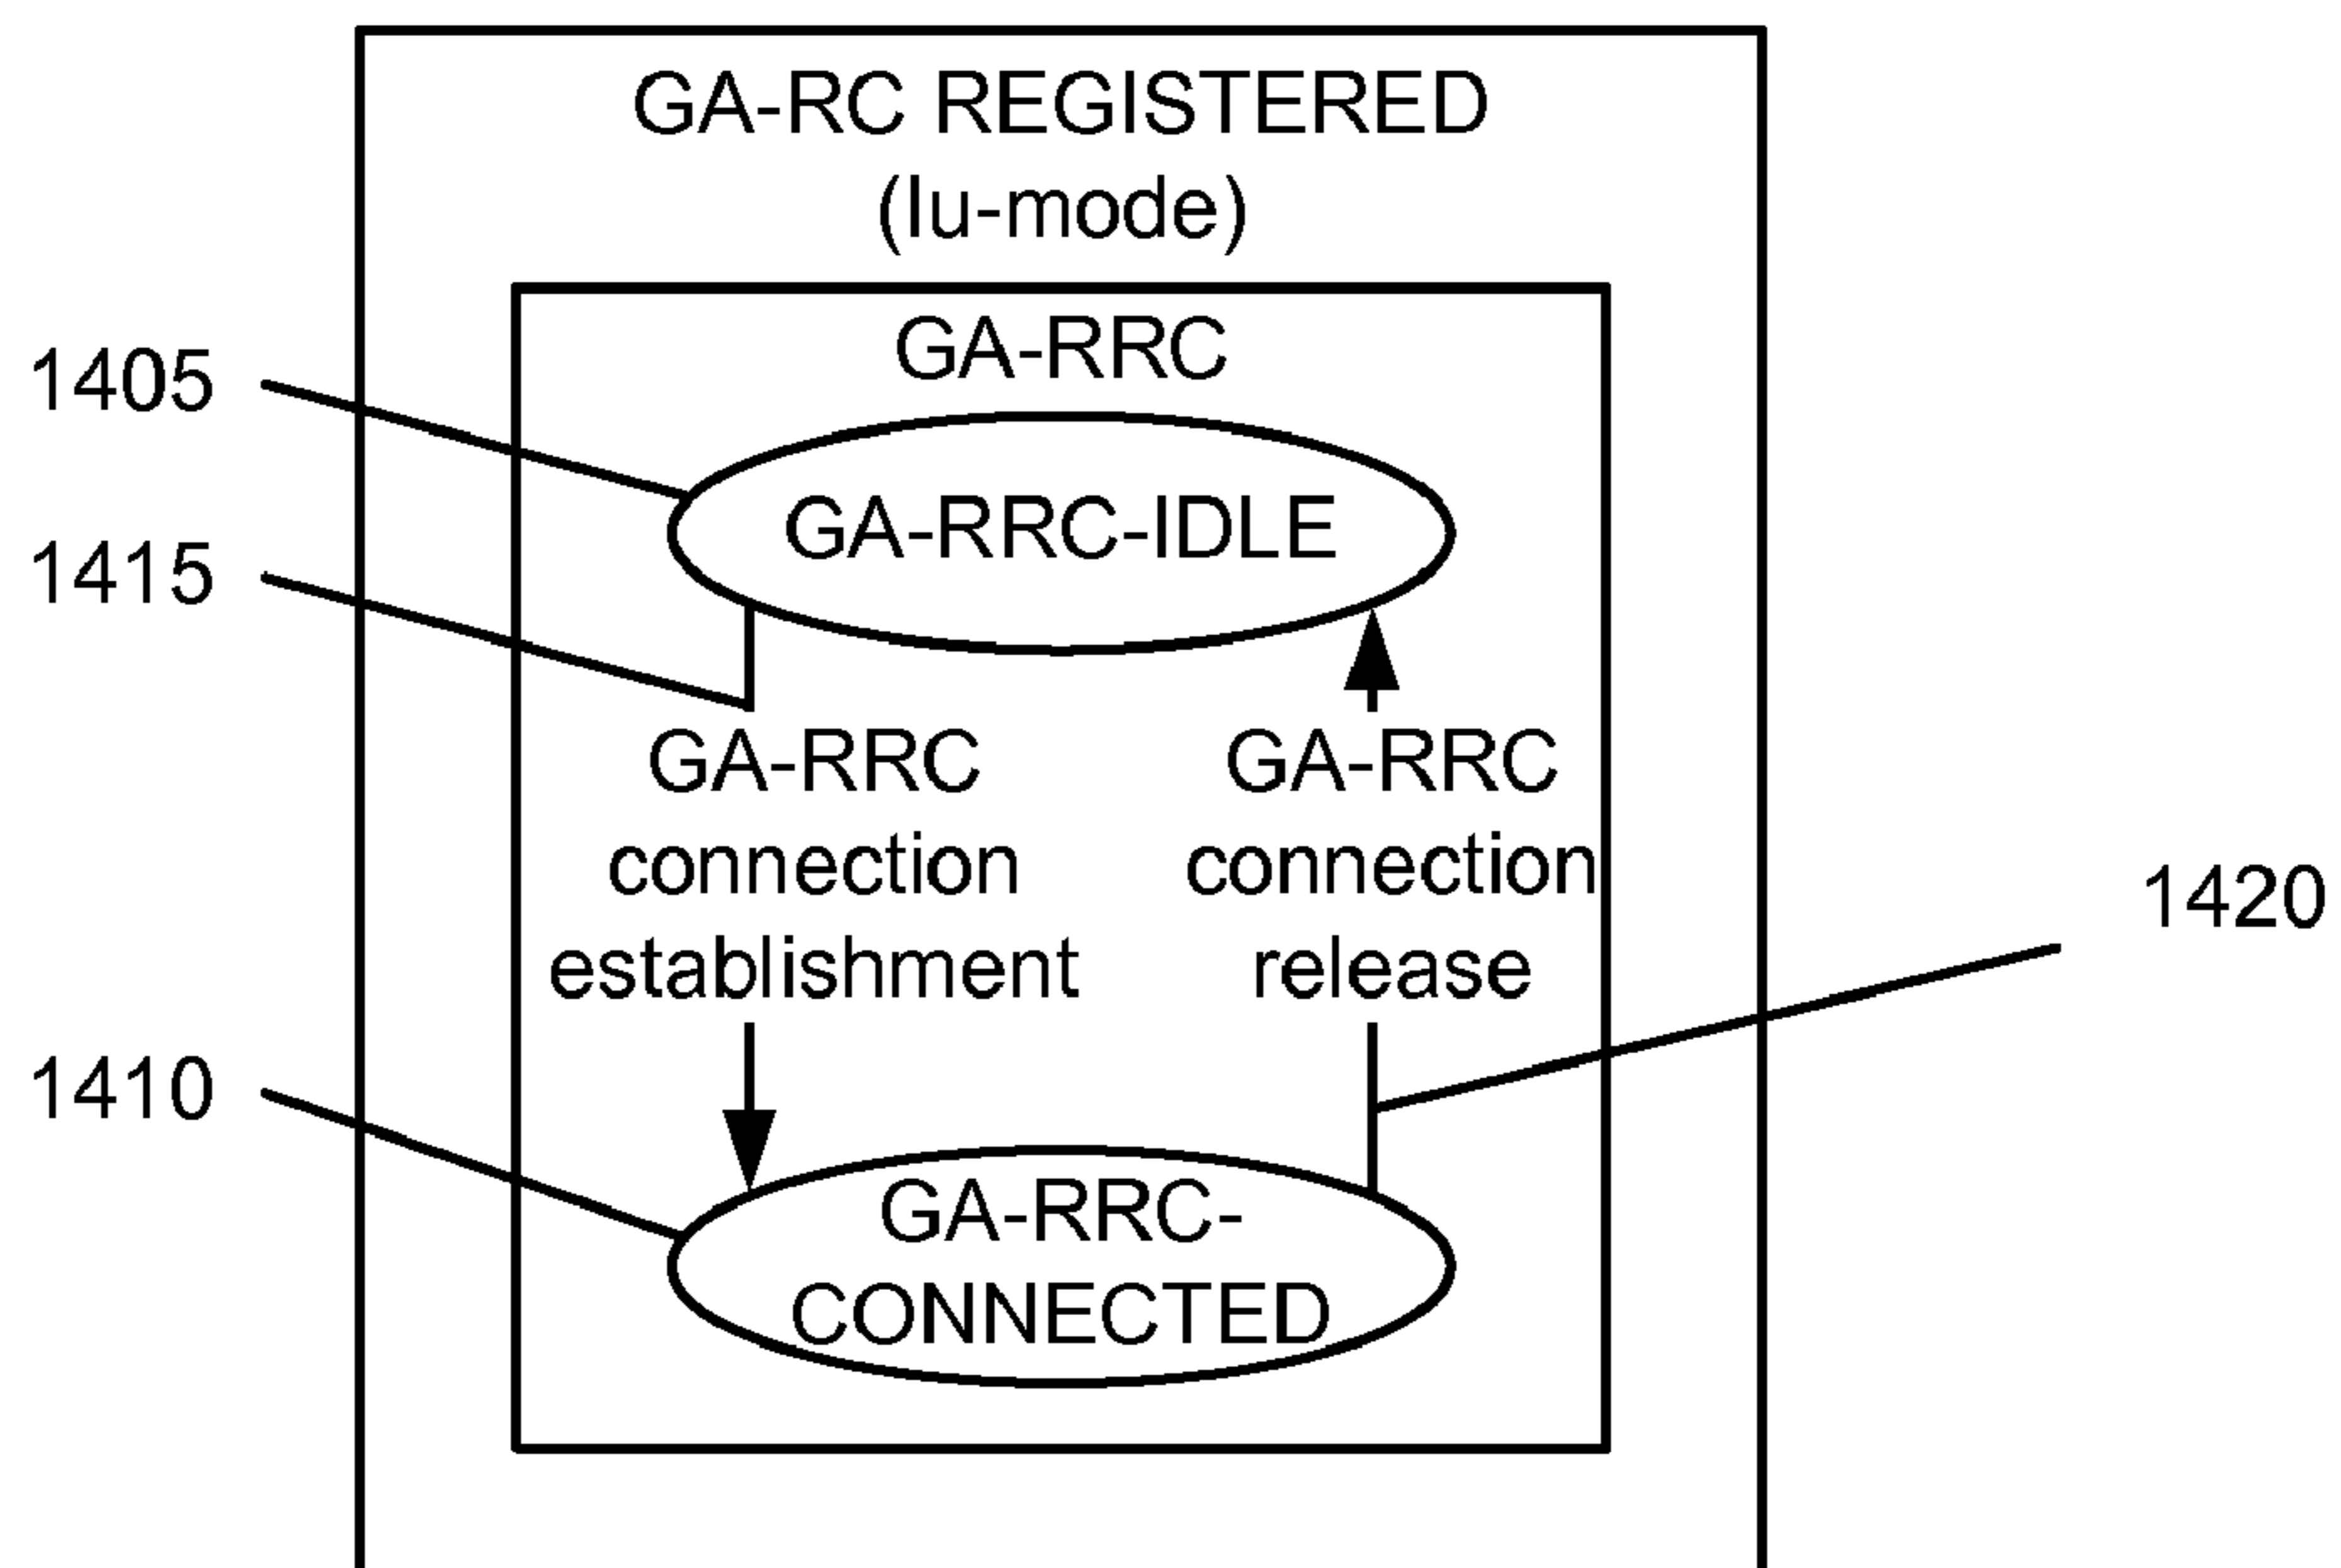 GA-RC REGISTERED
(Iu-mode)
GA-RRC
1405
GA-RRC-IDLE
1415
GA-RRC
connection
establishment
GA-RRC
connection
release
1420
1410
GA-RRC-
CONNECTED